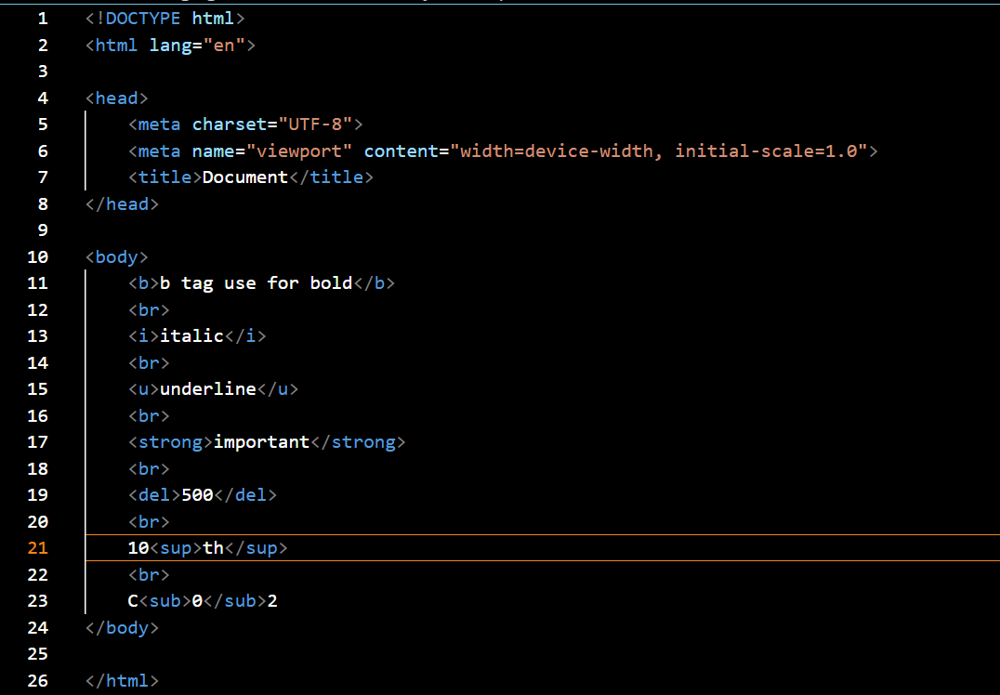 1 <!DOCTYPE html>
2 <html lang="en">
3
4 <head>
5 <meta charset="UTF-8">
6 <meta name="viewport" content="width=device-width, initial-scale=1.0">
7 <title>Document</title>
8 </head>
9
10 <body>
11 <b>b tag use for bold</b>
12 <br>
13 <i>italic</i>
14 <br>
15 <u>underline</u>
16 <br>
17 <strong>important</strong>
18 <br>
19 <del>500</del>
20 <br>
21 10<sup>th</sup>
22 <br>
23 C<sub>0</sub>2
24 </body>
25
26 </html>